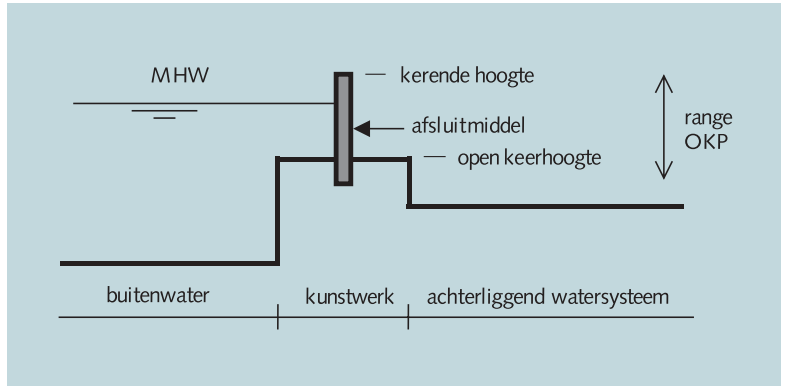 MHW
kerende hoogte
afsluitmiddel
range
OKP
open keerhoogte
buitenwater
kunstwerk
achterliggend watersysteem